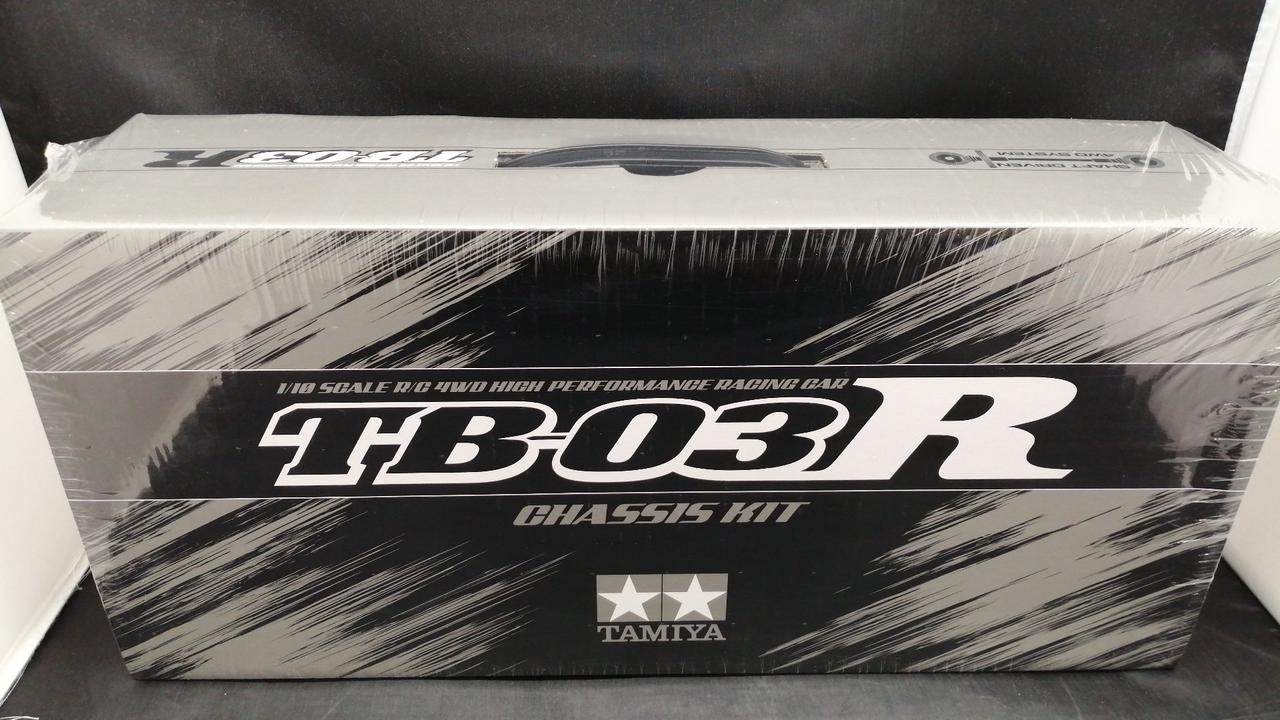 TB-03R
SHAFT DRIVEN
4WD SYSTEM
1/10 SCALE R/C 4WD HIGH PERFORMANCE RACING CAR
TB-03R
CHASSIS KIT
TAMIYA